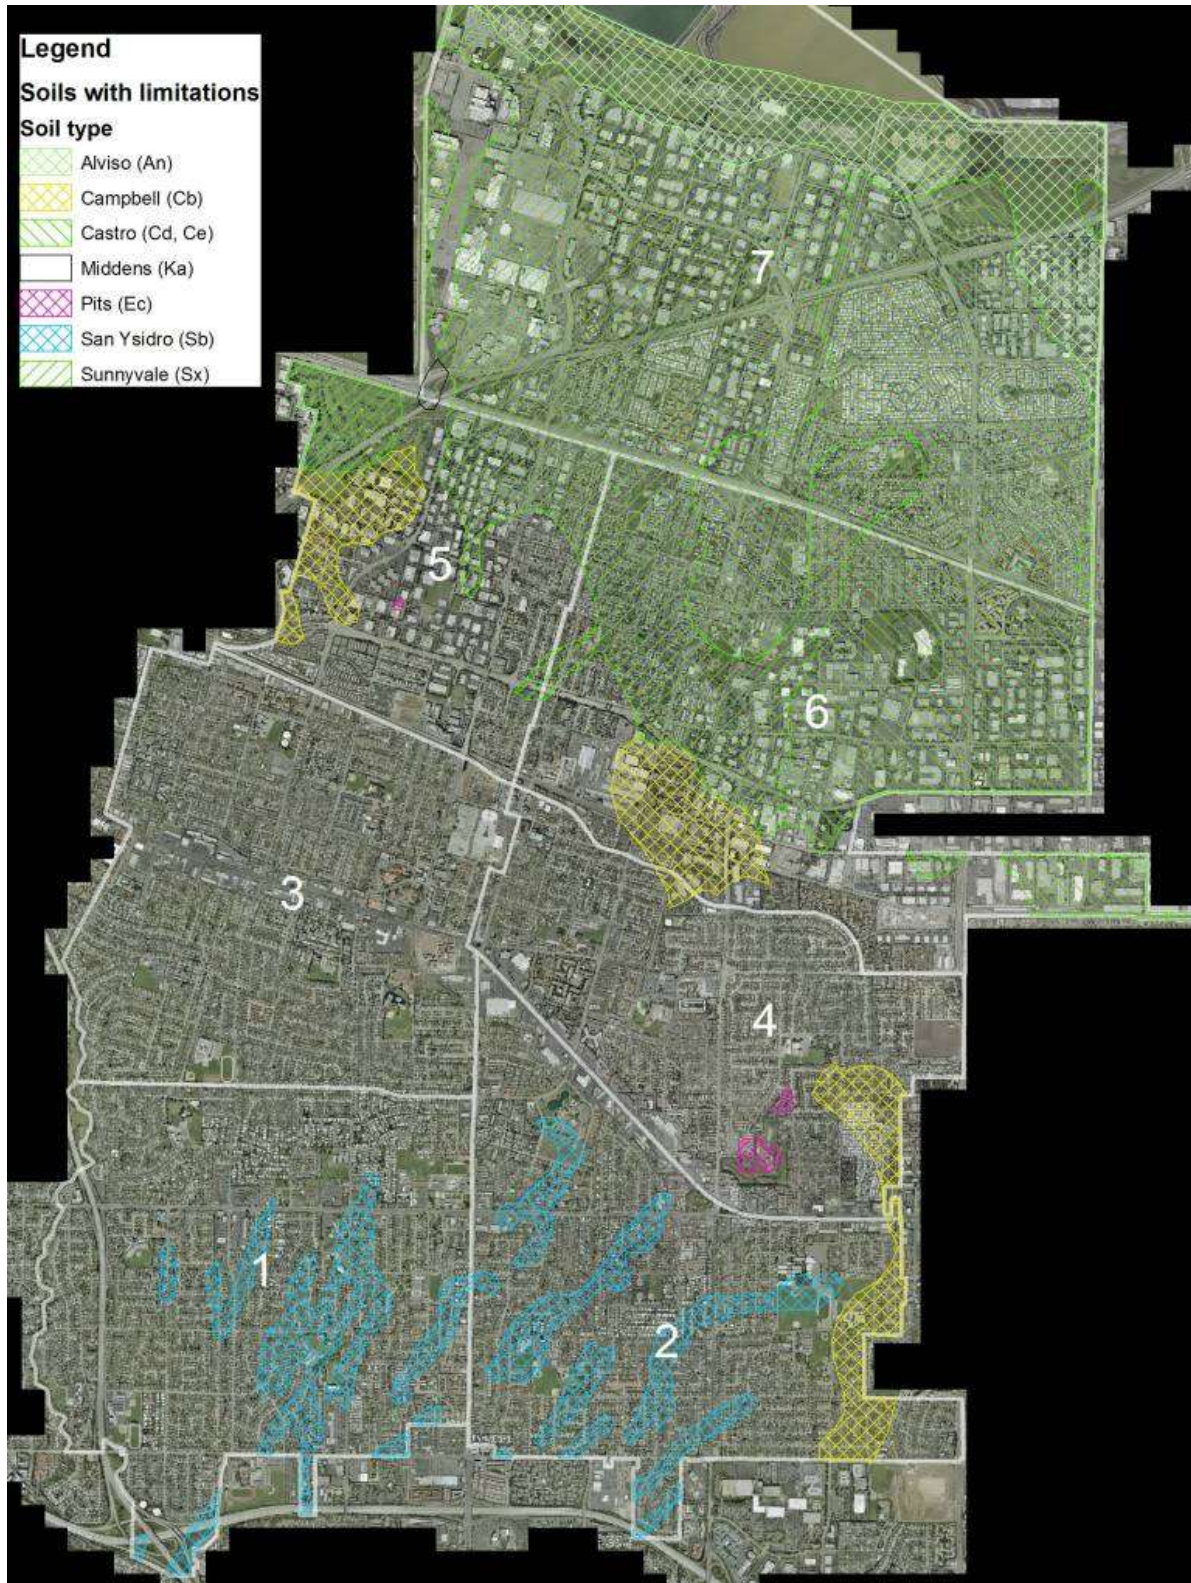 Legend
Soils with limitations
Soil type
Alviso (An)
Campbell (Cb)
Castro (Cd, Ce)
Middens (Ka)
Pits (Ec)
San Ysidro (Sb)
Sunnyvale (Sx)
7
5
6
3
4
1
2